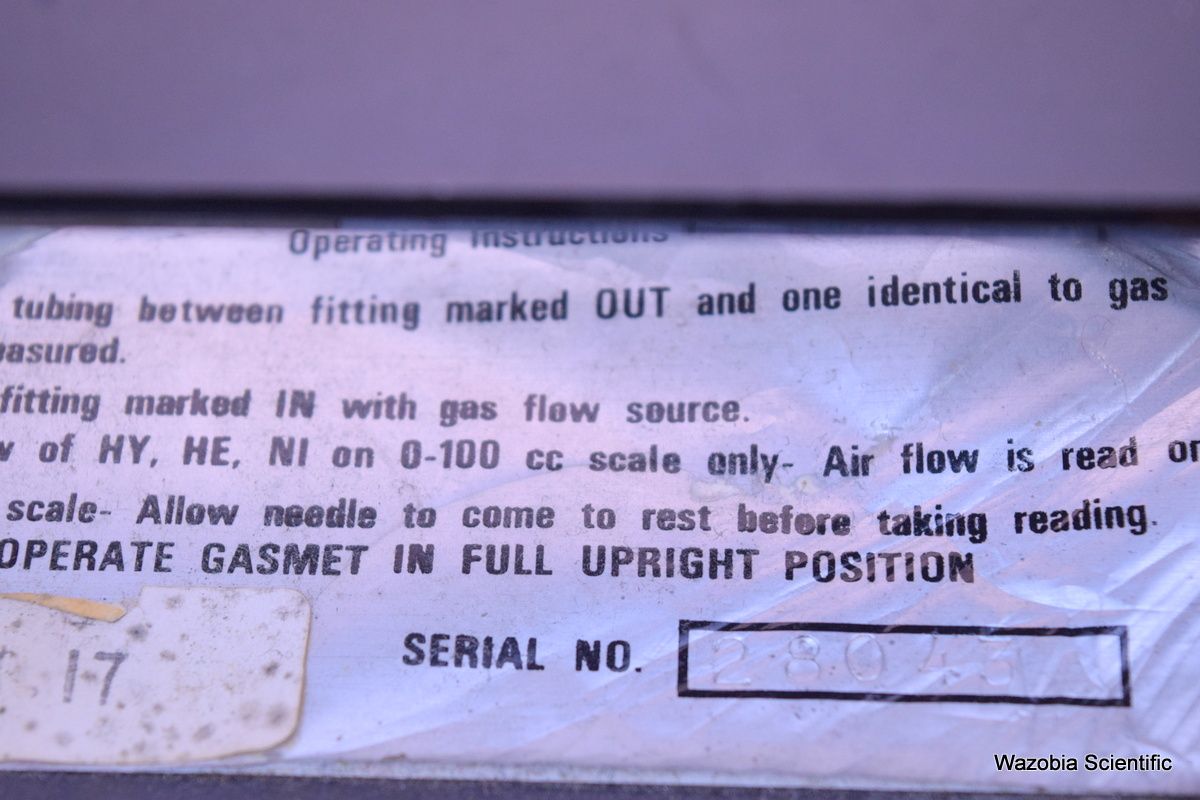 Operating Instructions
tubing between fitting marked OUT and one identical to gas
easured.
fitting marked IN with gas flow source.
w of HY, HE, NI on 0-100 cc scale only- Air flow is read on
scale- Allow needle to come to rest before taking reading.
OPERATE GASMET IN FULL UPRIGHT POSITION
17
SERIAL NO.
Wazobia Scientific